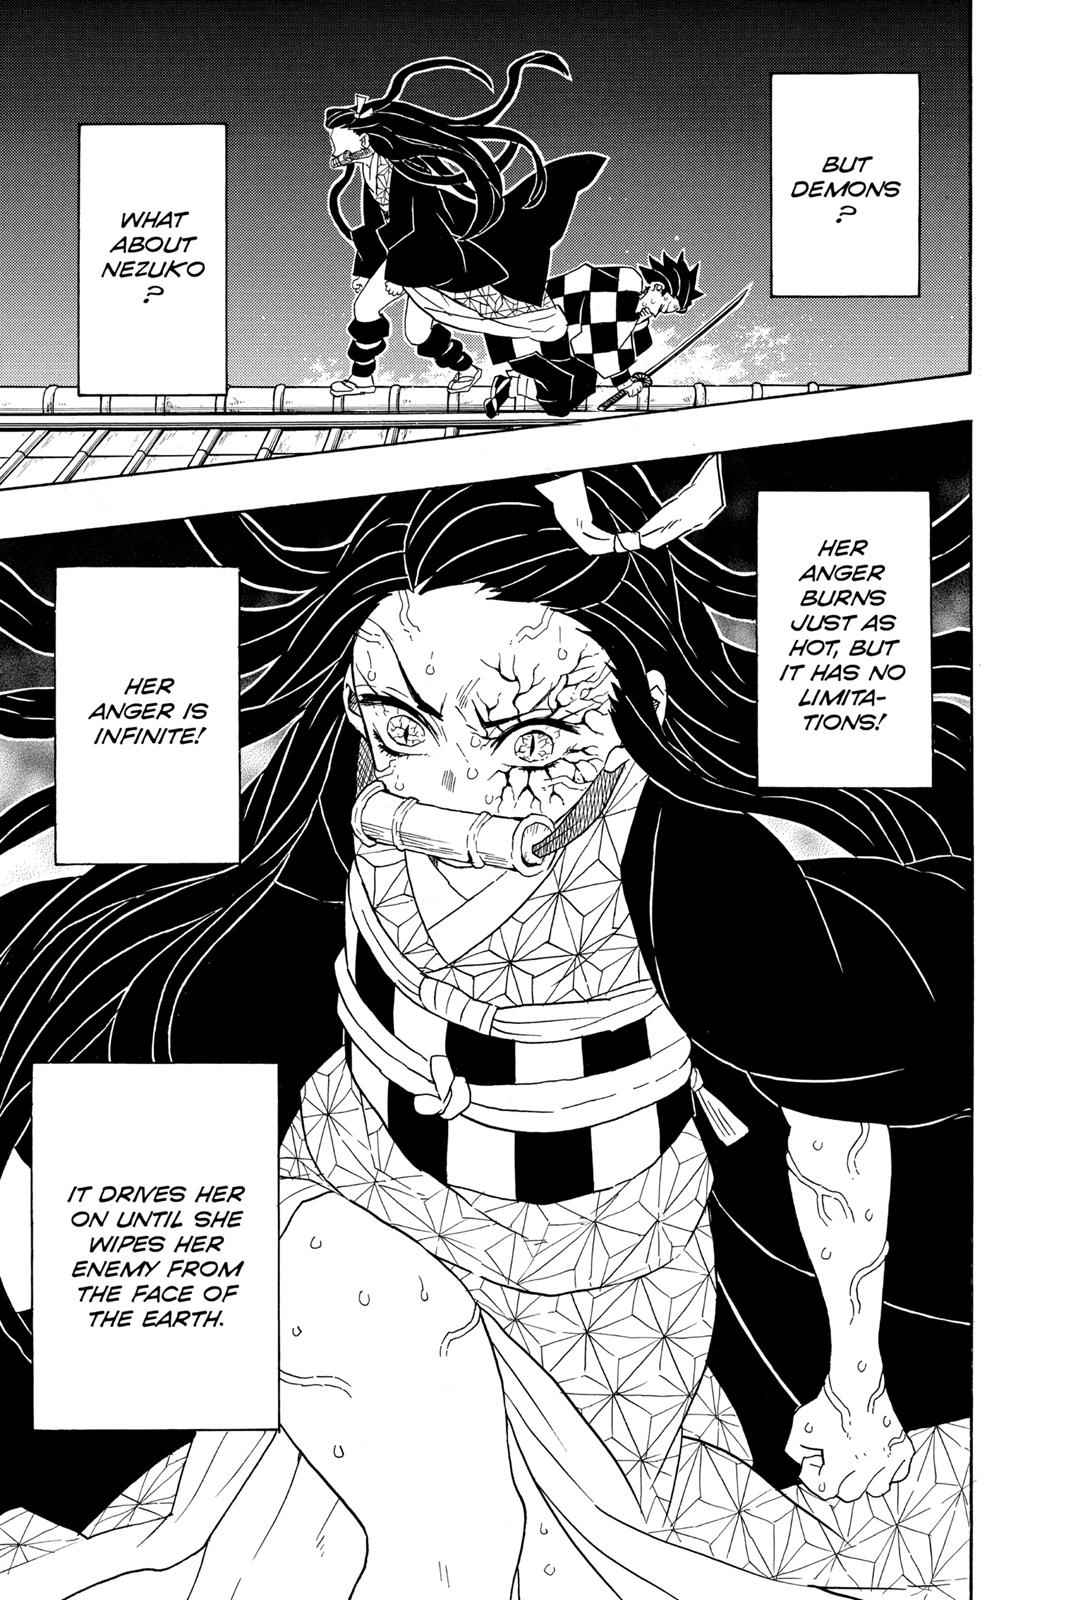 BUT
DEMONS
?
WHAT
ABOUT
NEZUKO
?
HER
ANGER
BURNS
JUST AS
HOT, BUT
IT HAS NO
LIMITA-
TIONS!
HER
ANGER IS
INFINITE!
IT DRIVES HER
ON UNTIL SHE
WIPES HER
ENEMY FROM
THE FACE OF
THE EARTH.